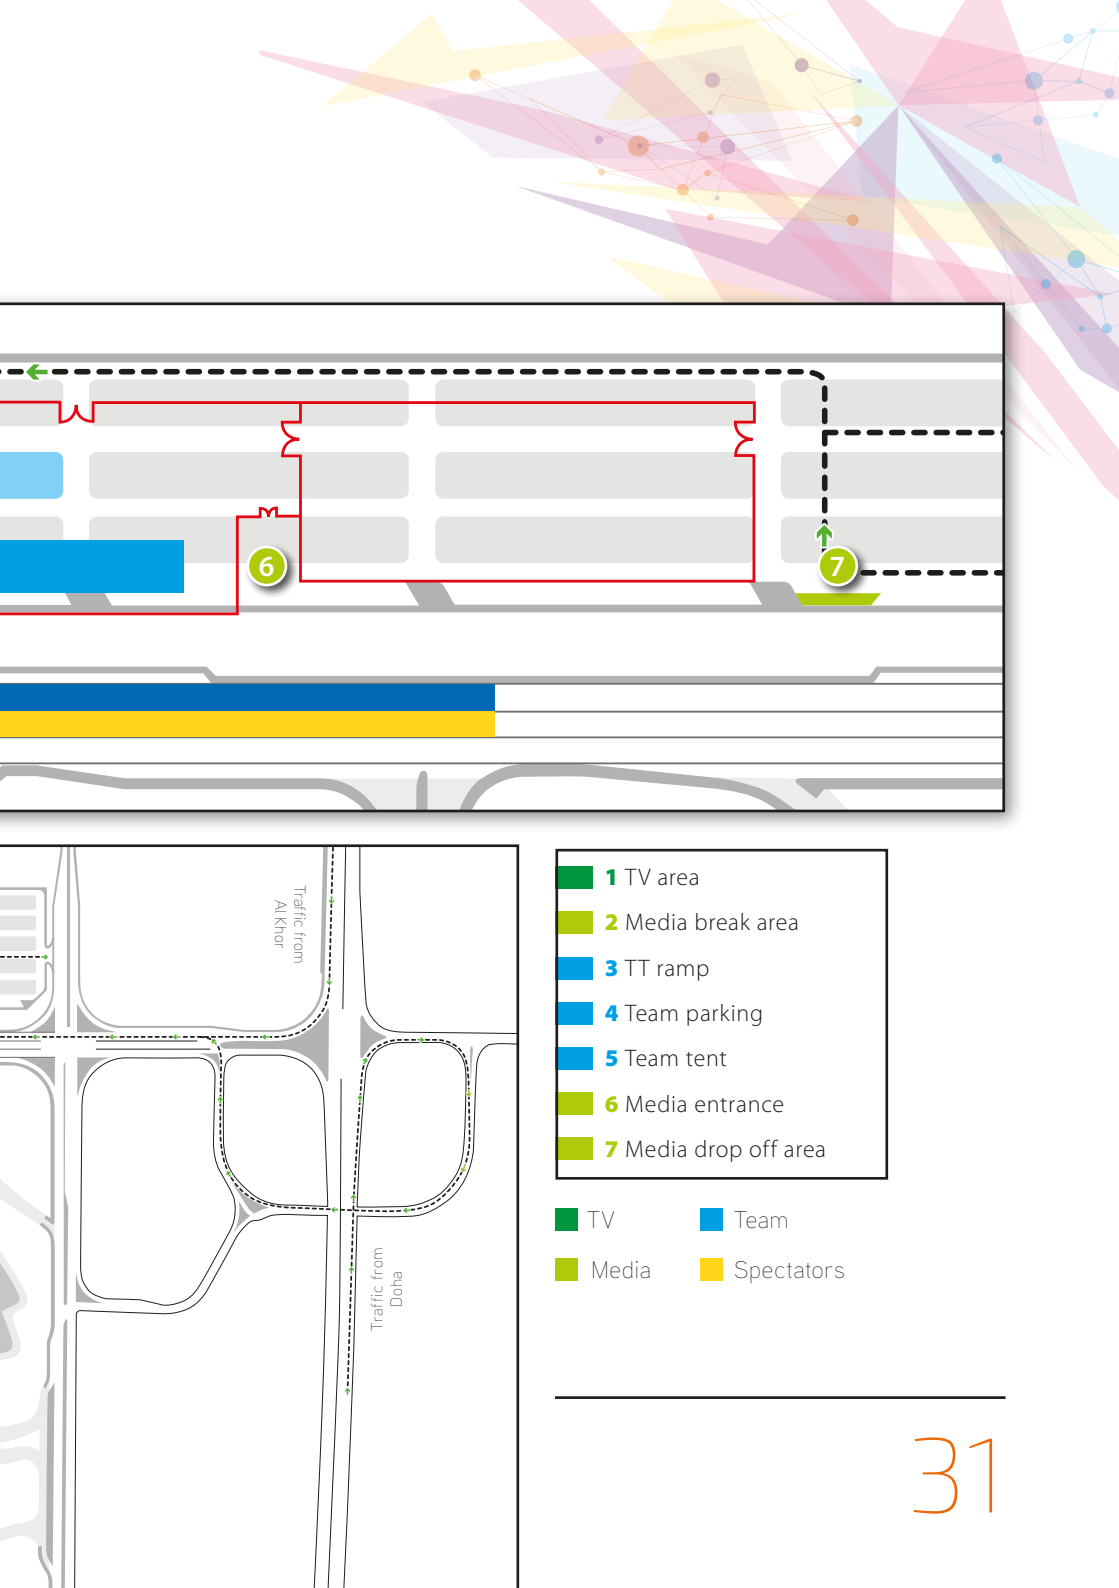 6
7
Traffic from
Al Khor
Traffic from
Doha
1 TV area
2 Media break area
3 TT ramp
4 Team parking
5 Team tent
6 Media entrance
7 Media drop off area
TV
Team
Media
Spectators
31